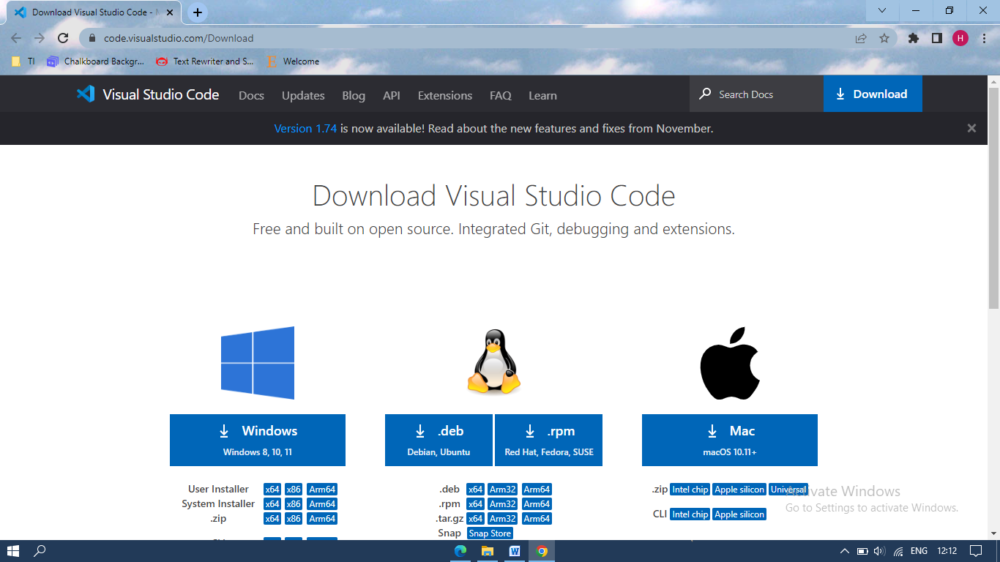 Download Visual Studio Code -
code.visualstudio.com/Download
H
TI
Chalkboard Backgr...
Text Rewriter and S...
Welcome
Visual Studio Code
Docs
Updates
Blog
API
Extensions
FAQ
Learn
Search Docs
Download
Version 1.74 is now available! Read about the new features and fixes from November.
Download Visual Studio Code
Free and built on open source. Integrated Git, debugging and extensions.
Windows
Windows 8, 10, 11
.deb
Debian, Ubuntu
.rpm
Red Hat, Fedora, SUSE
Mac
macOS 10.11+
User Installer x64 x86 Arm64
System Installer x64 x86 Arm64
.zip x64 x86 Arm64
.deb x64 Arm32 Arm64
.rpm x64 Arm32 Arm64
.tar.gz x64 Arm32 Arm64
Snap Snap Store
.zip Intel chip Apple silicon Universal
CLI Intel chip Apple silicon
Activate Windows
Go to Settings to activate Windows.
W
ENG
12:12